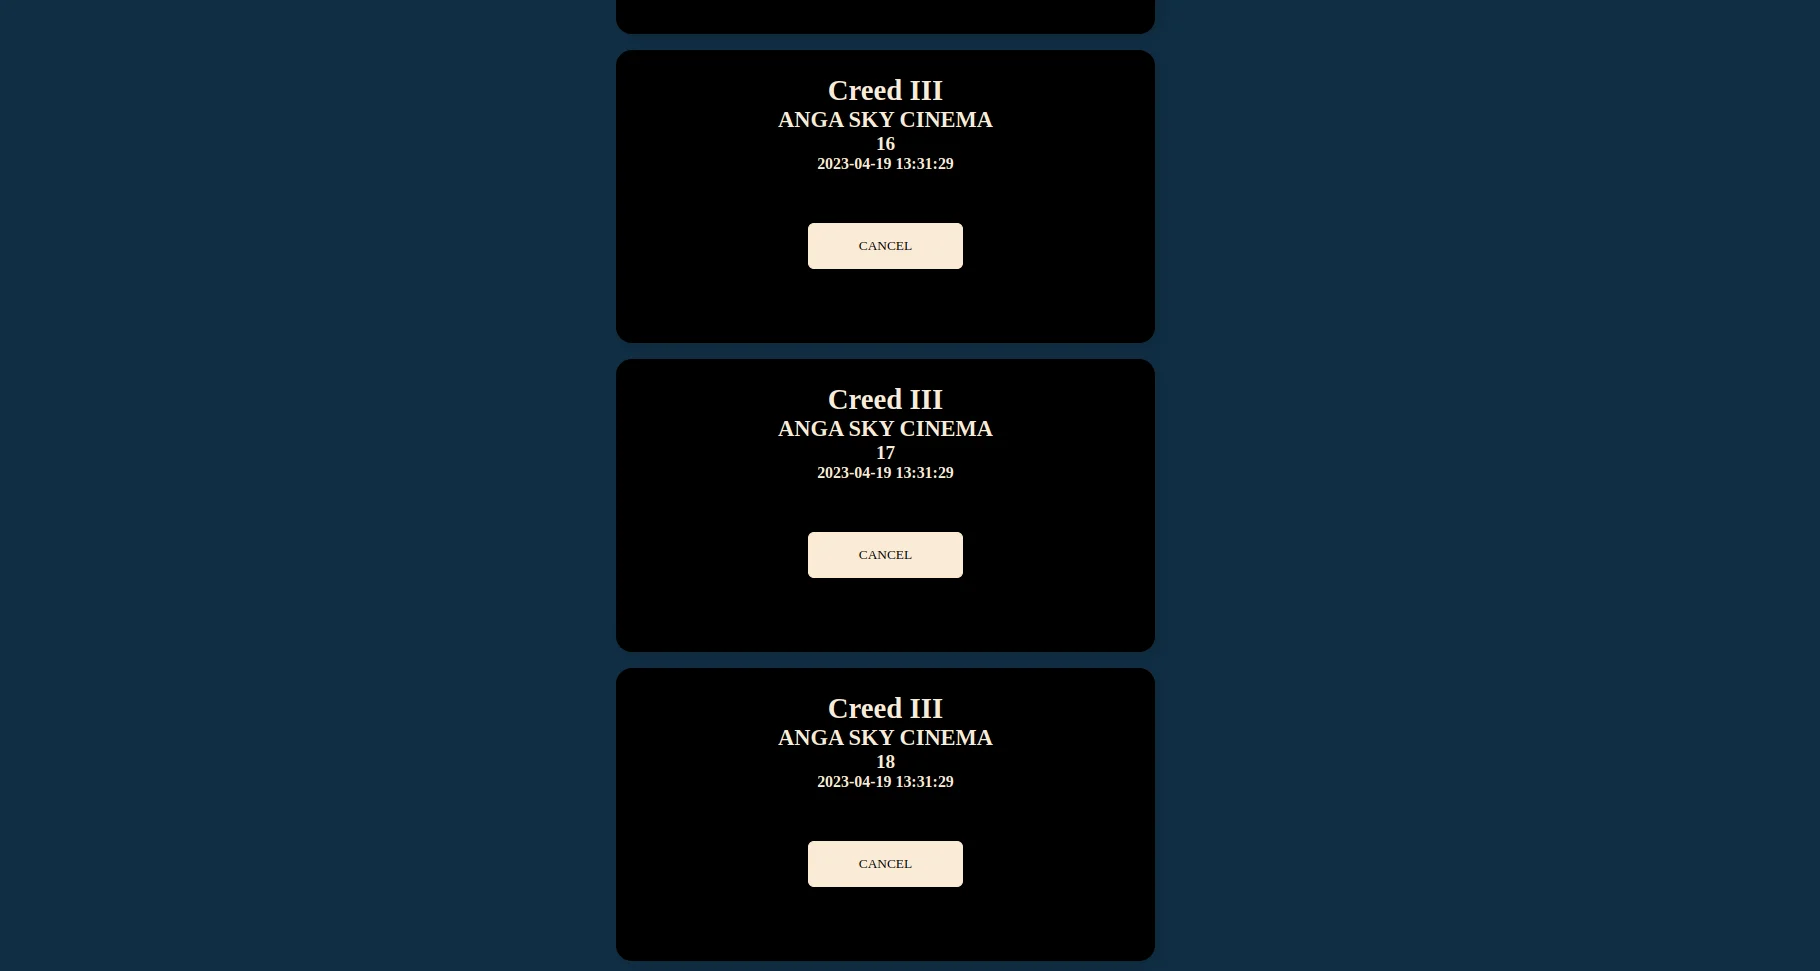 Creed III
ANGA SKY CINEMA
16
2023-04-19 13:31:29
CANCEL
Creed III
ANGA SKY CINEMA
17
2023-04-19 13:31:29
CANCEL
Creed III
ANGA SKY CINEMA
18
2023-04-19 13:31:29
CANCEL